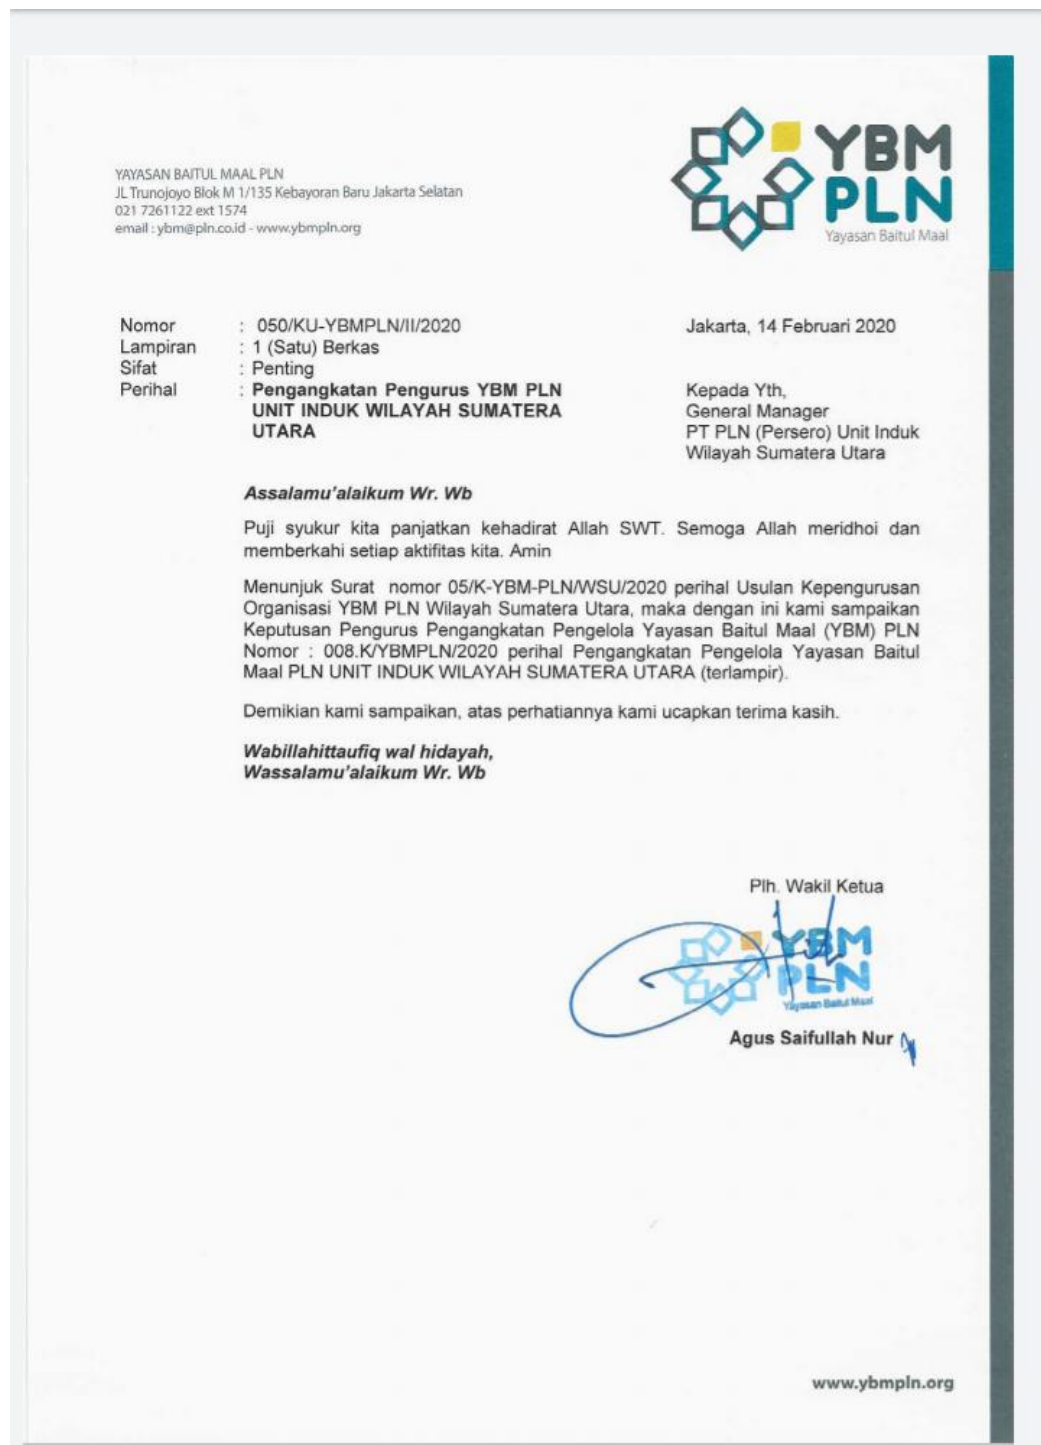 YAYASAN BAITUL MAAL PLN
JL Trunojoyo Blok M 1/135 Kebayoran Baru Jakarta Selatan
021 7261122 ext 1574
email : ybm@pln.co.id - www.ybmpln.org
YBM
PLN
Yayasan Baitul Maal
Nomor : 050/KU-YBMPLN/II/2020
Lampiran : 1 (Satu) Berkas
Sifat : Penting
Perihal : Pengangkatan Pengurus YBM PLN
UNIT INDUK WILAYAH SUMATERA
UTARA
Jakarta, 14 Februari 2020
Kepada Yth,
General Manager
PT PLN (Persero) Unit Induk
Wilayah Sumatera Utara
Assalamu'alaikum Wr. Wb
Puji syukur kita panjatkan kehadirat Allah SWT. Semoga Allah meridhoi dan
memberkahi setiap aktifitas kita. Amin
Menunjuk Surat nomor 05/K-YBM-PLN/WSU/2020 perihal Usulan Kepengurusan
Organisasi YBM PLN Wilayah Sumatera Utara, maka dengan ini kami sampaikan
Keputusan Pengurus Pengangkatan Pengelola Yayasan Baitul Maal (YBM) PLN
Nomor : 008.K/YBMPLN/2020 perihal Pengangkatan Pengelola Yayasan Baitul
Maal PLN UNIT INDUK WILAYAH SUMATERA UTARA (terlampir).
Demikian kami sampaikan, atas perhatiannya kami ucapkan terima kasih.
Wabillahittaufiq wal hidayah,
Wassalamu'alaikum Wr. Wb
Plh. Wakil Ketua
YBM
PLN
Yayasan Baitul Maal
Agus Saifullah Nur
www.ybmpln.org